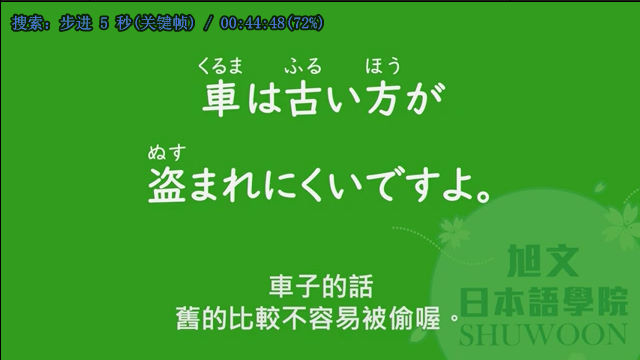 搜索: 步进 5 秒(关键帧) / 00:44:48(72%)
くるま ふる ほう
車は古い方が
ぬす
盗まれにくいですよ。
車子的話
舊的比較不容易被偷喔。
旭文
日本語學院
SHUWOON